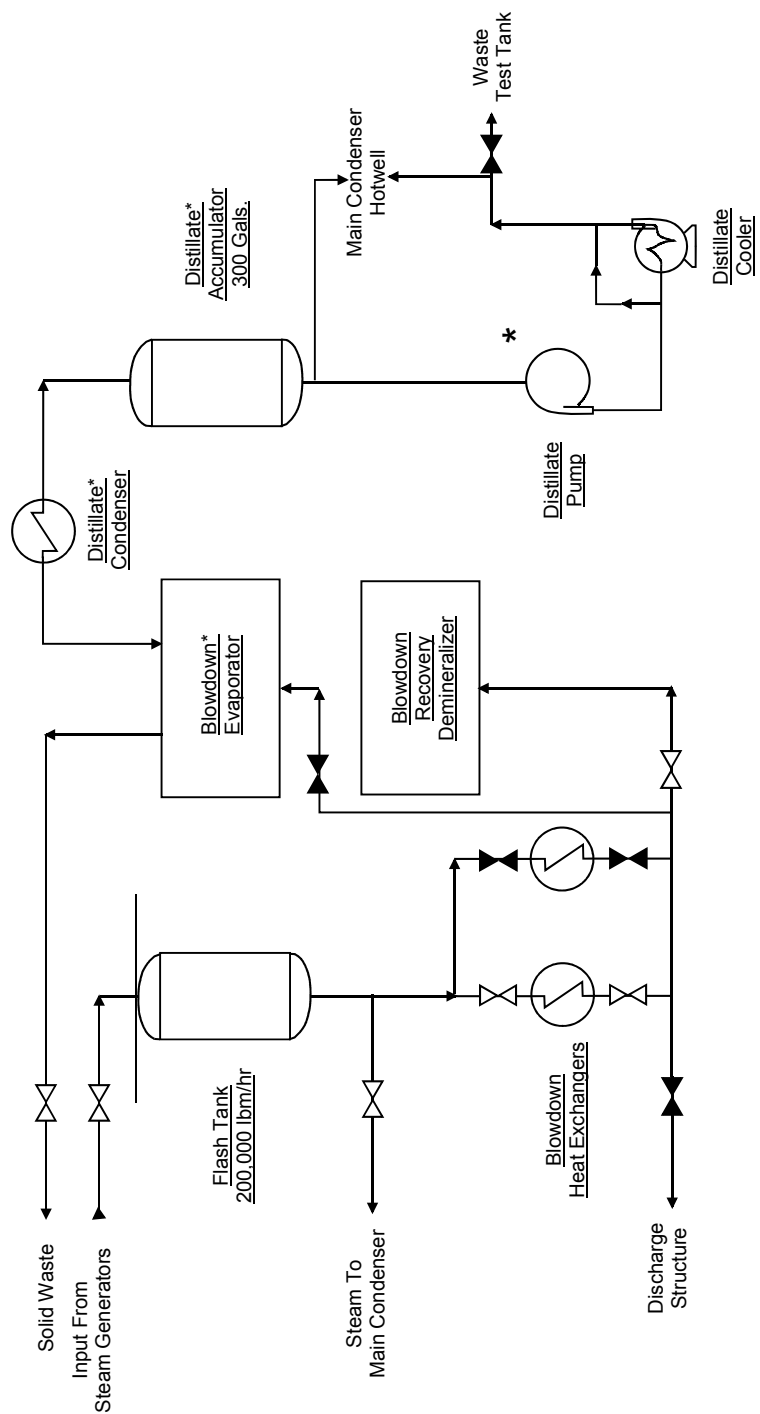 Solid Waste
Input From
Steam Generators
Flash Tank
200,000 lbm/hr
Steam To
Main Condenser
Blowdown
Heat Exchangers
Discharge
Structure
Blowdown*
Evaporator
Blowdown
Recovery
Demineralizer
Distillate*
Condenser
Distillate*
Accumulator
300 Gals.
Main Condenser
Hotwell
*
Distillate
Pump
Waste
Test Tank
Distillate
Cooler